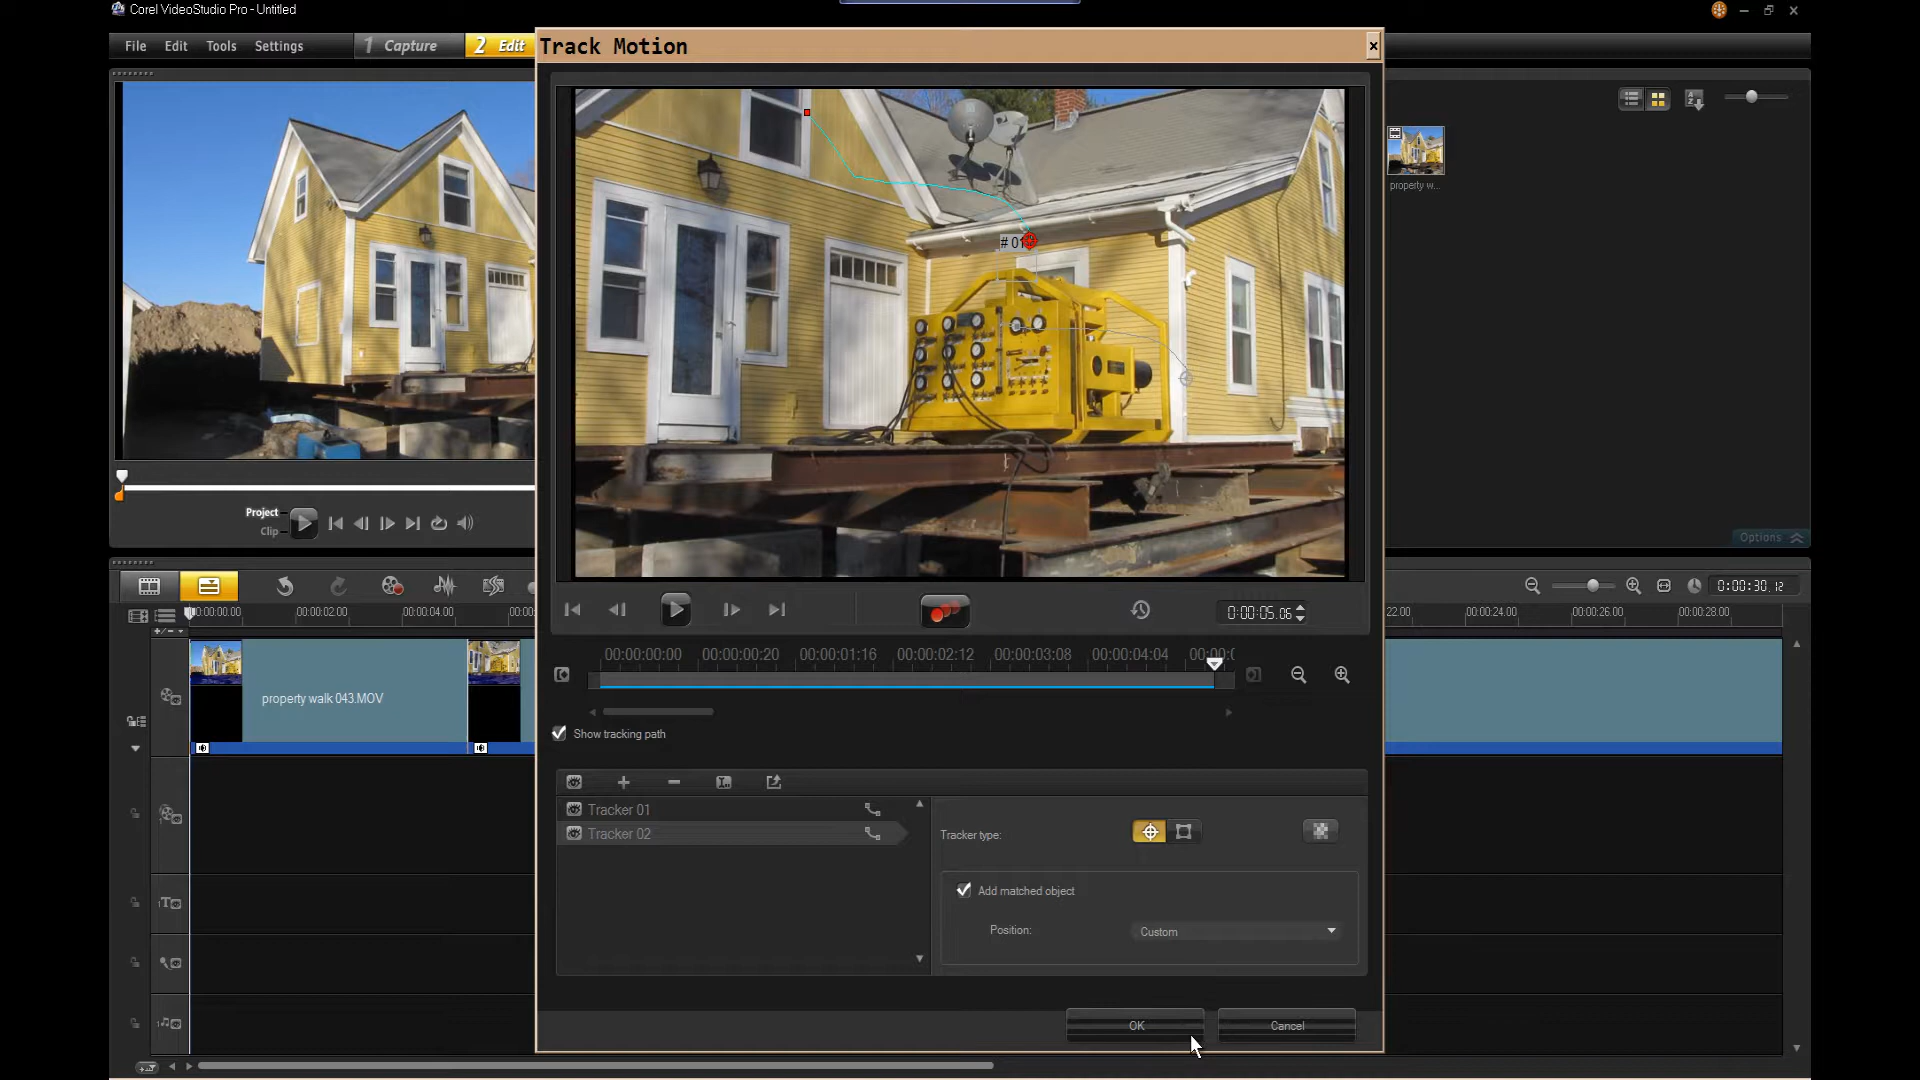 Corel VideoStudio Pro - Untitled
File Edit Tools Settings 1 Capture 2 Edit
Track Motion
property w...
# 01
Project
Clip
Options
0:00:05.06
0:00:30.12
00:00:00.00 00:00:02.00 00:00:04.00
22.00 00:00:24.00 00:00:26.00 00:00:28.00
00:00:00:00 00:00:00:20 00:00:01:16 00:00:02:12 00:00:03:08 00:00:04:04
property walk 043.MOV
Show tracking path
Tracker 01
Tracker 02
Tracker type:
Add matched object
Position: Custom
OK Cancel